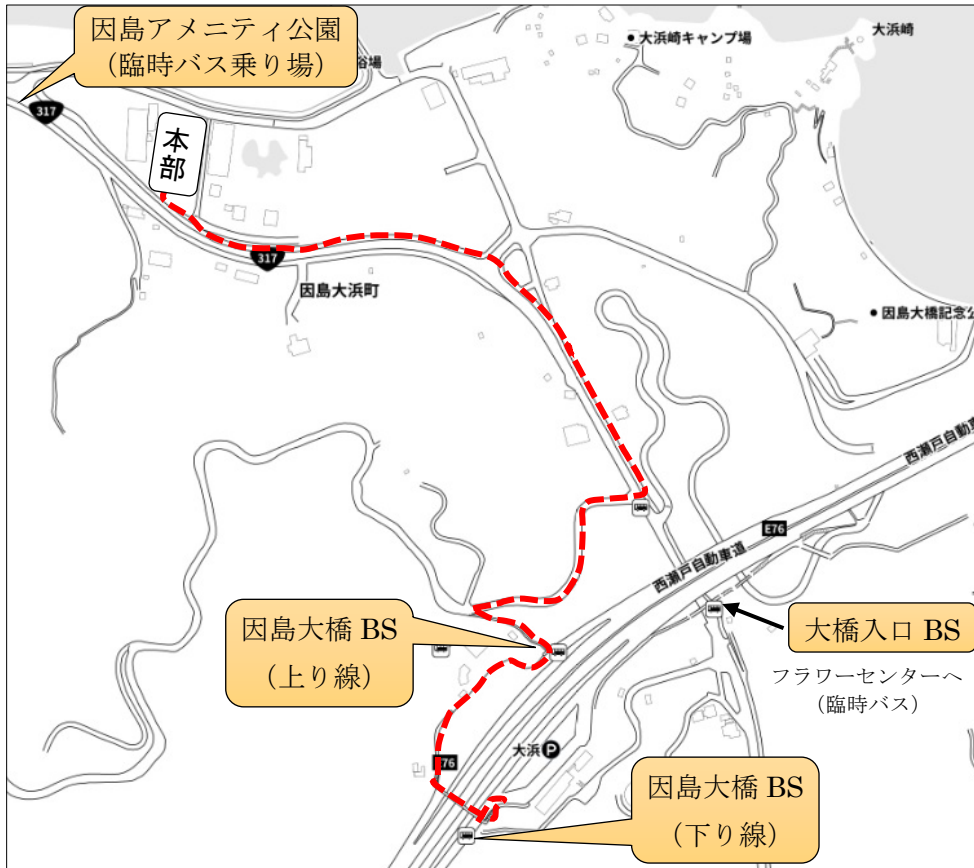 因島アメニティ公園
（臨時バス乗り場）
大浜崎キャンプ場
大浜崎
317
本部
317
因島大浜町
因島大橋記念公
西瀬戸自動車
E76
西瀬戸自動車道
因島大橋 BS
（上り線）
大橋入口 BS
フラワーセンターへ
（臨時バス）
大浜
P
因島大橋 BS
（下り線）